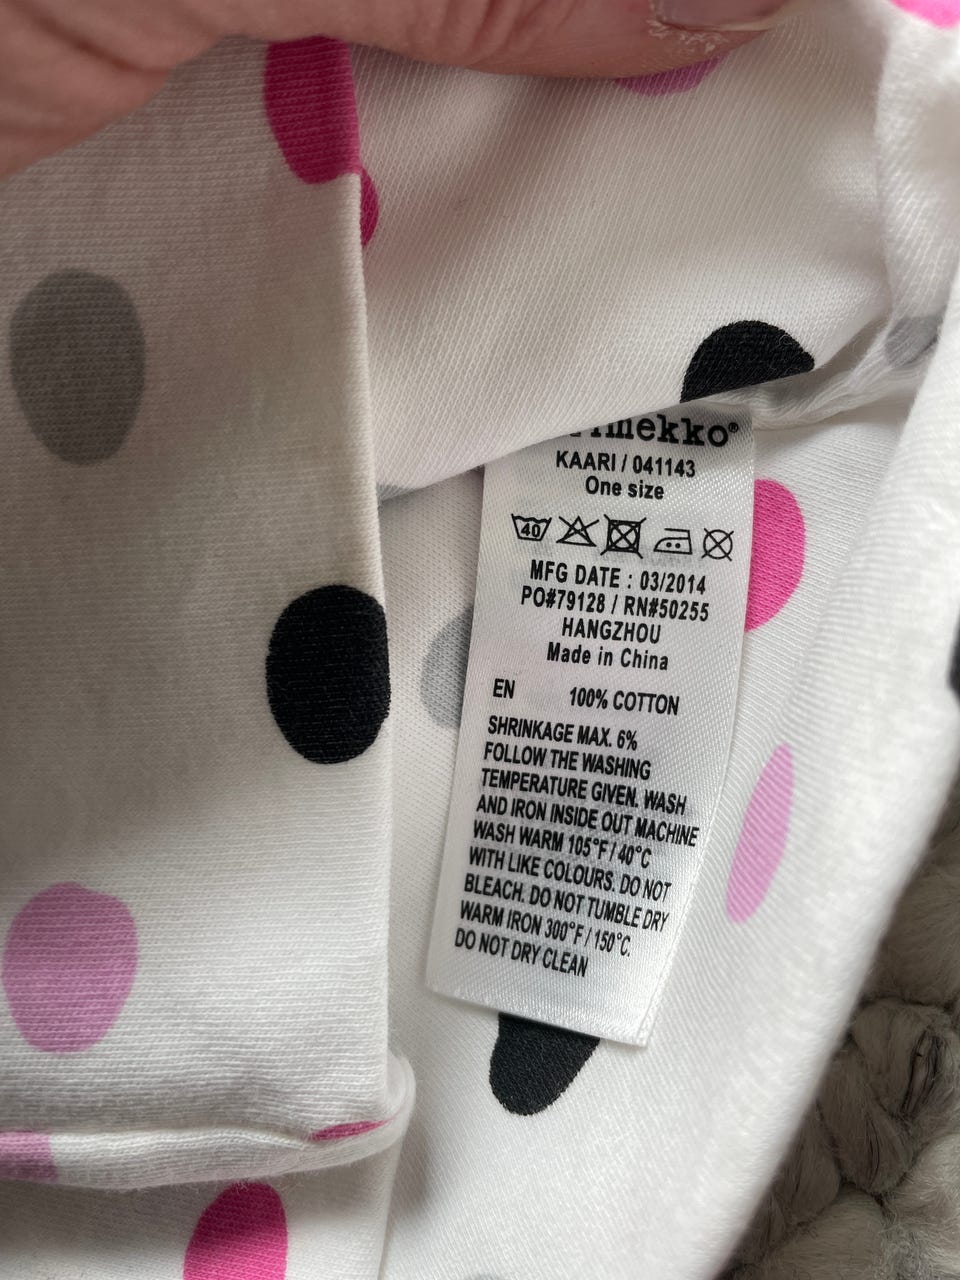 mekko®
KAARI / 041143
One size
40
MFG DATE : 03/2014
PO#79128 / RN#50255
HANGZHOU
Made in China
EN 100% COTTON
SHRINKAGE MAX. 6%
FOLLOW THE WASHING
TEMPERATURE GIVEN. WASH
AND IRON INSIDE OUT MACHINE
WASH WARM 105°F / 40°C
WITH LIKE COLOURS. DO NOT
BLEACH. DO NOT TUMBLE DRY
WARM IRON 300°F / 150°C.
DO NOT DRY CLEAN